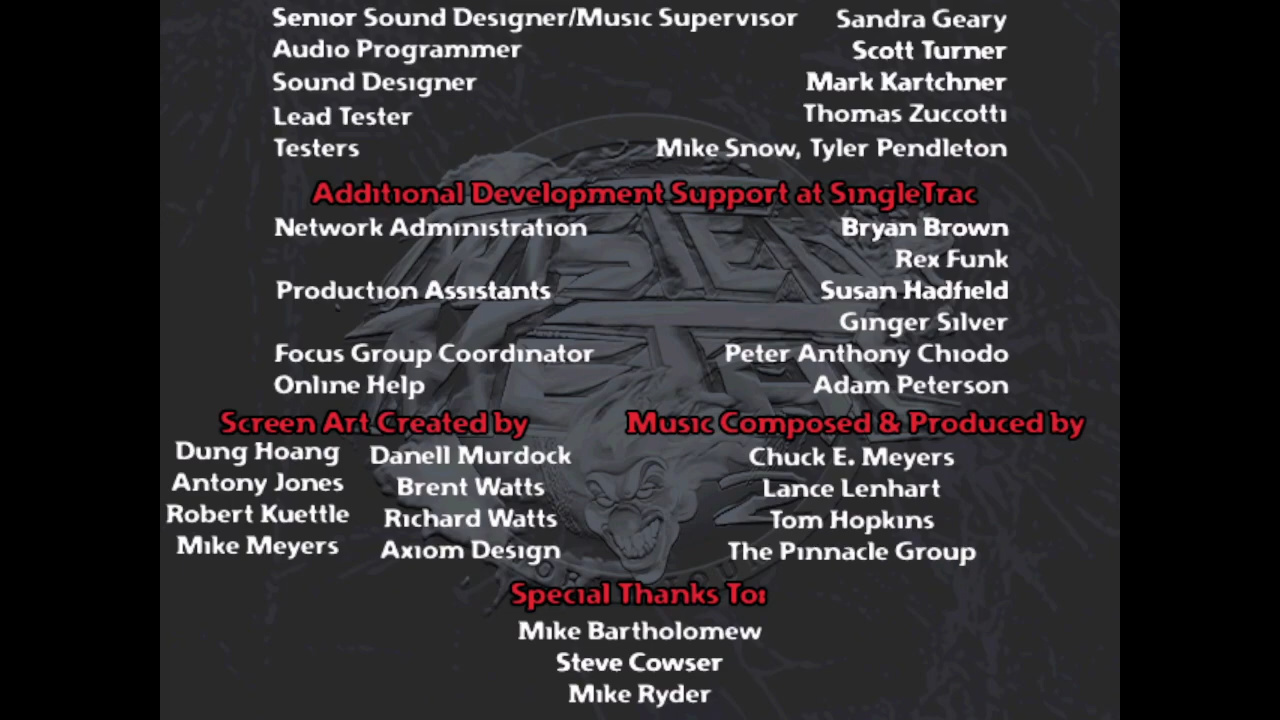 Senior Sound Designer/Music Supervisor Sandra Geary
Audio Programmer Scott Turner
Sound Designer Mark Kartchner
Lead Tester Thomas Zuccotti
Testers Mike Snow, Tyler Pendleton
Additional Development Support at SingleTrac
Network Administration Bryan Brown
Rex Funk
Production Assistants Susan Hadfield
Ginger Silver
Focus Group Coordinator Peter Anthony Chiodo
Online Help Adam Peterson
Screen Art Created by
Dung Hoang Danell Murdock
Antony Jones Brent Watts
Robert Kuettle Richard Watts
Mike Meyers Axiom Design
Music Composed & Produced by
Chuck E. Meyers
Lance Lenhart
Tom Hopkins
The Pinnacle Group
Special Thanks To:
Mike Bartholomew
Steve Cowser
Mike Ryder